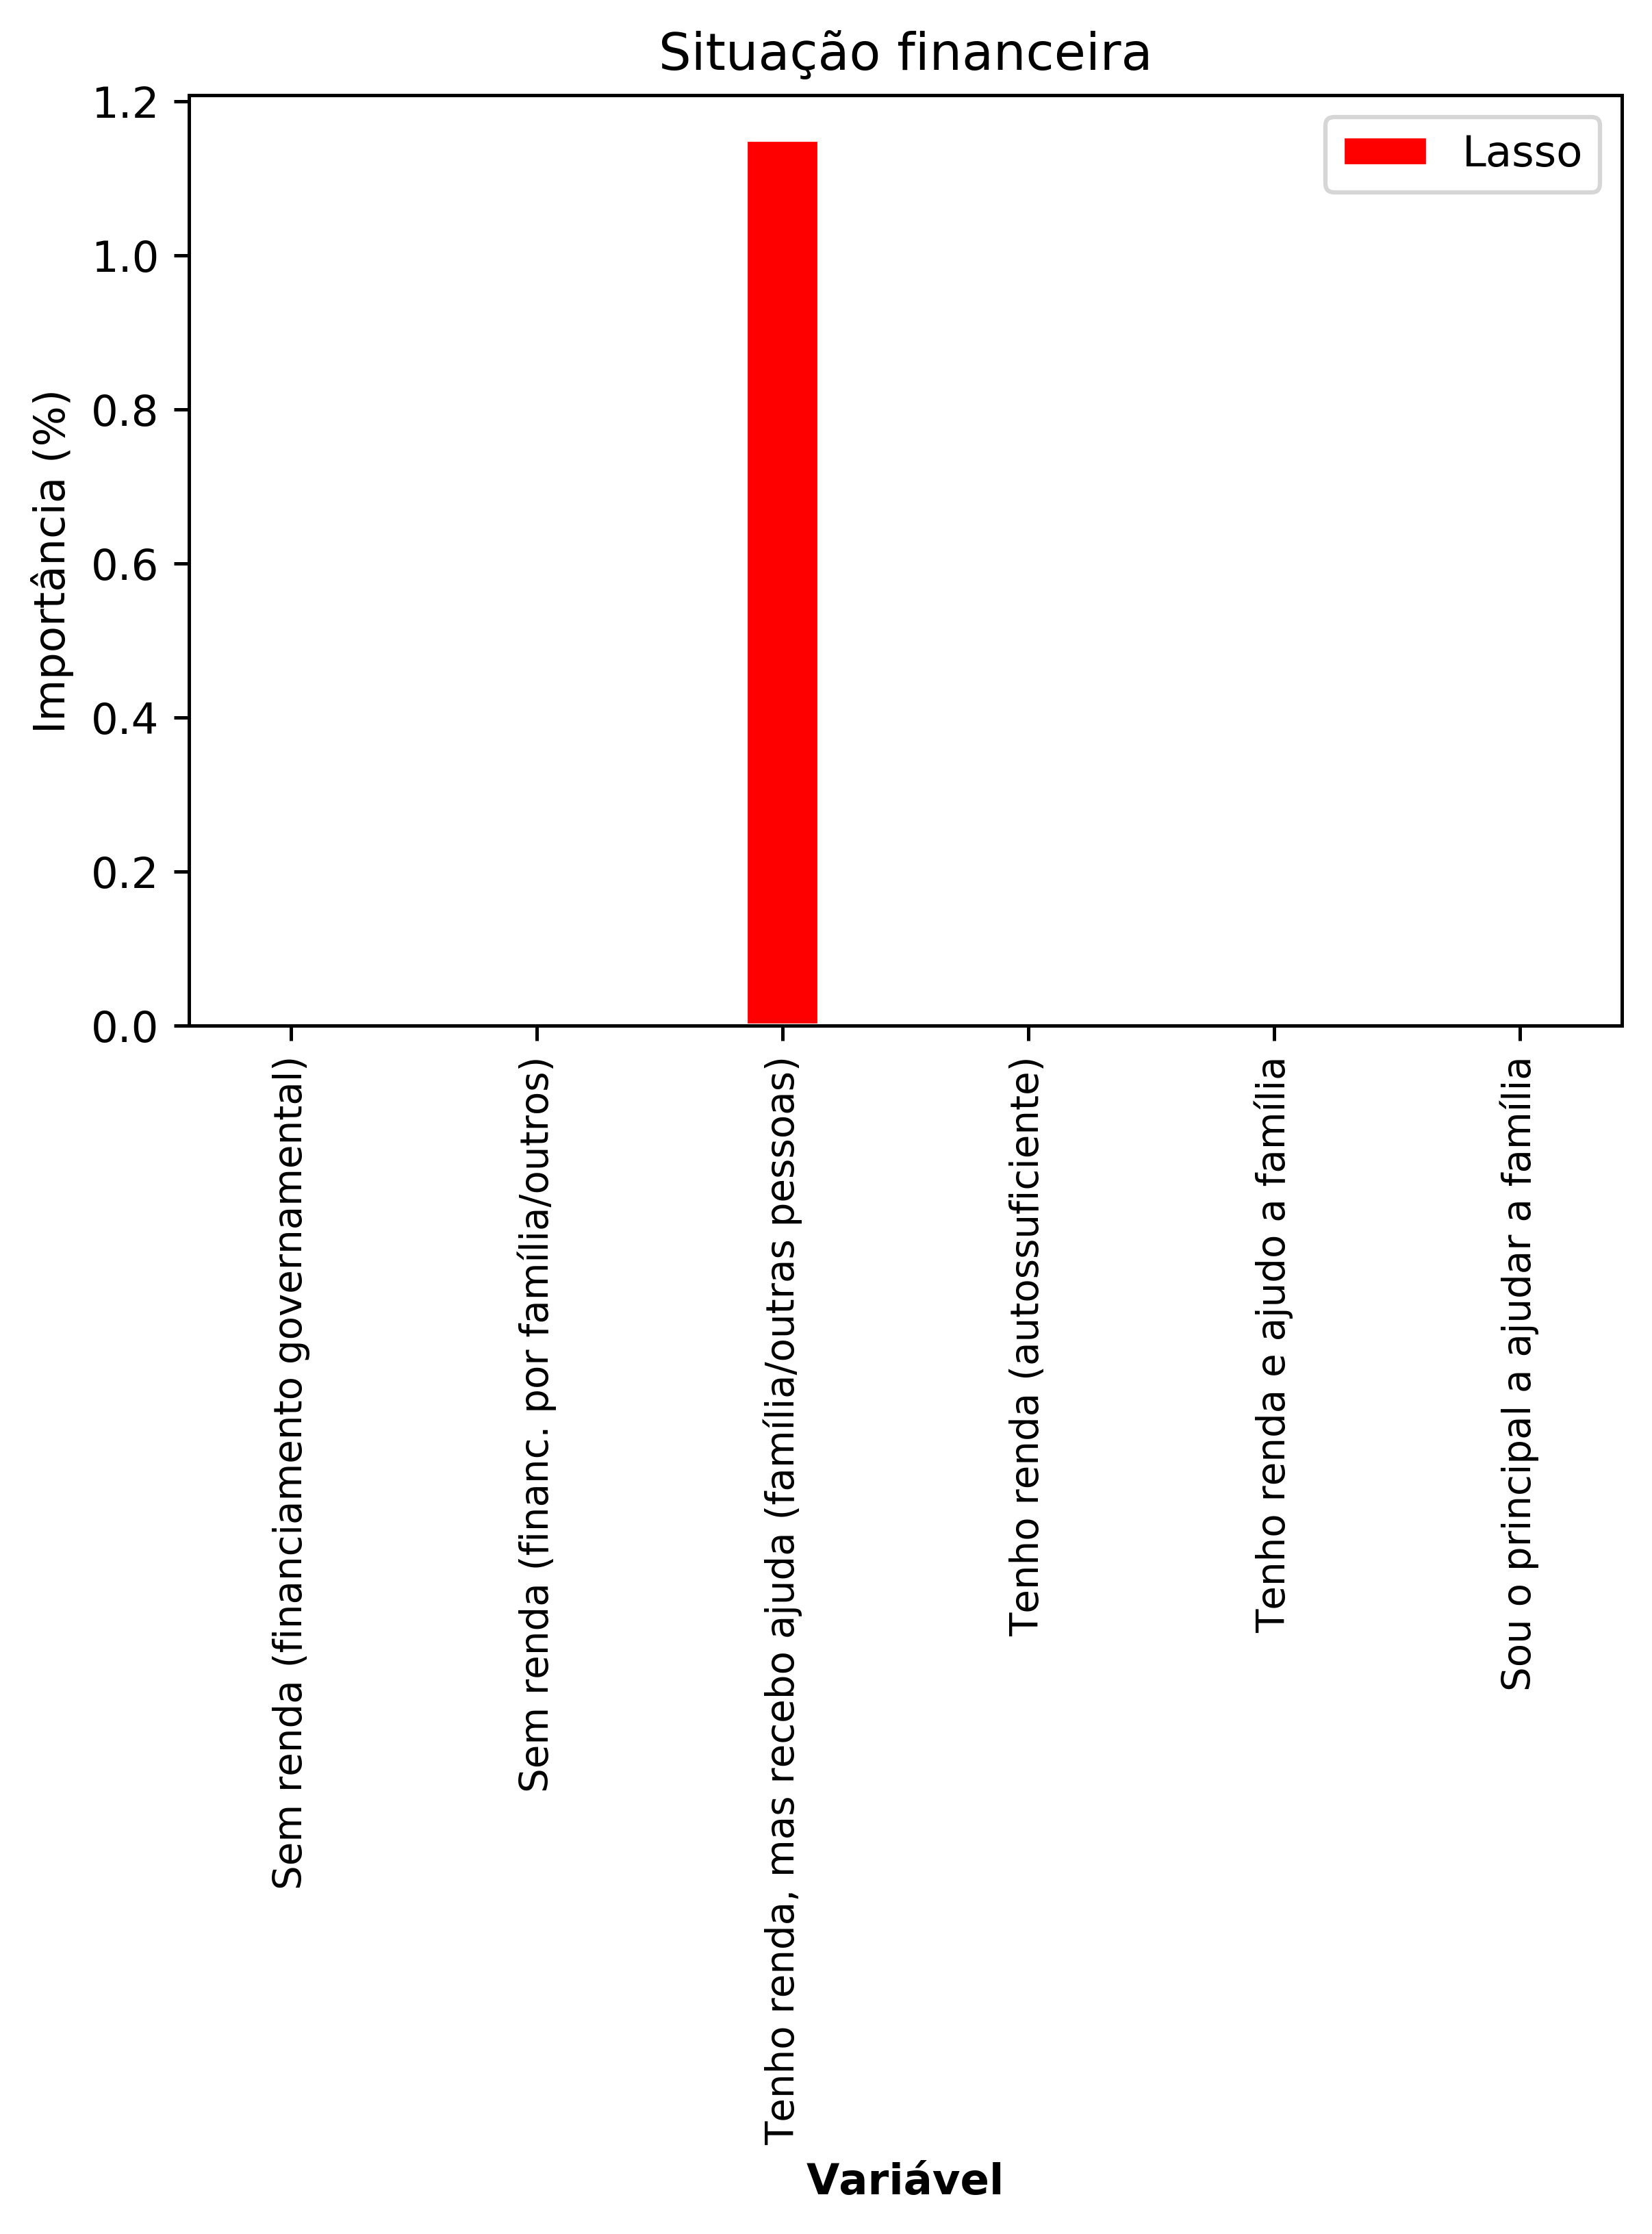 Situação financeira
Lasso
Importância (%)
1.2
1.0
0.8
0.6
0.4
0.2
0.0
Sem renda (financiamento governamental)
Sem renda (financ. por família/outros)
Tenho renda, mas recebo ajuda (família/outras pessoas)
Tenho renda (autossuficiente)
Tenho renda e ajudo a família
Sou o principal a ajudar a família
Variável